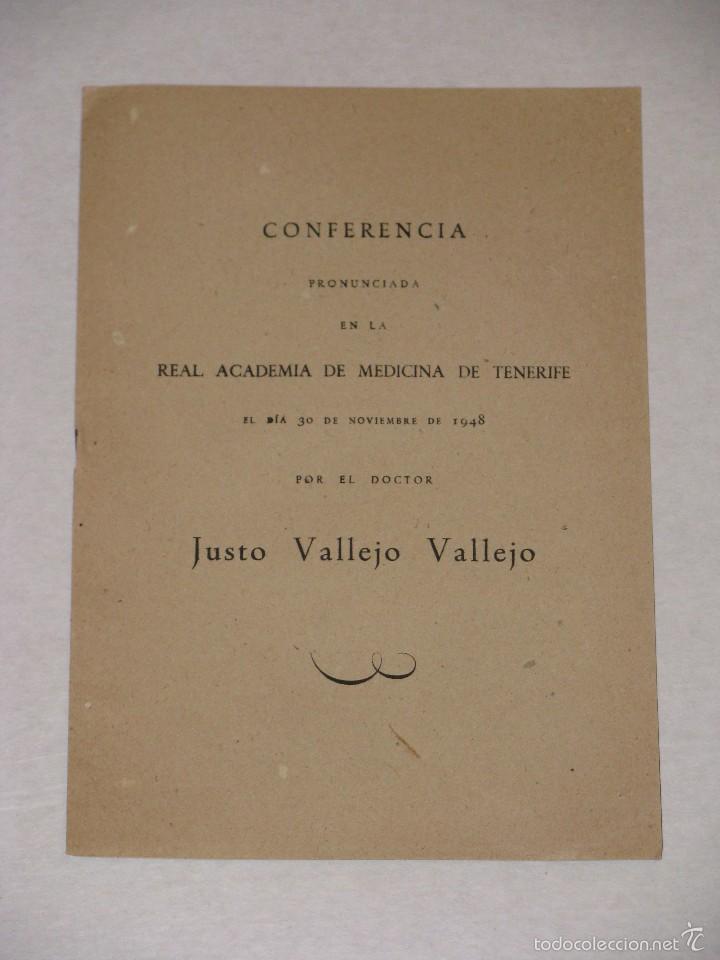 CONFERENCIA
PRONUNCIADA
EN LA
REAL ACADEMIA DE MEDICINA DE TENERIFE
EL DÍA 30 DE NOVIEMBRE DE 1948
POR EL DOCTOR
Justo Vallejo Vallejo
todocoleccion.net
TC